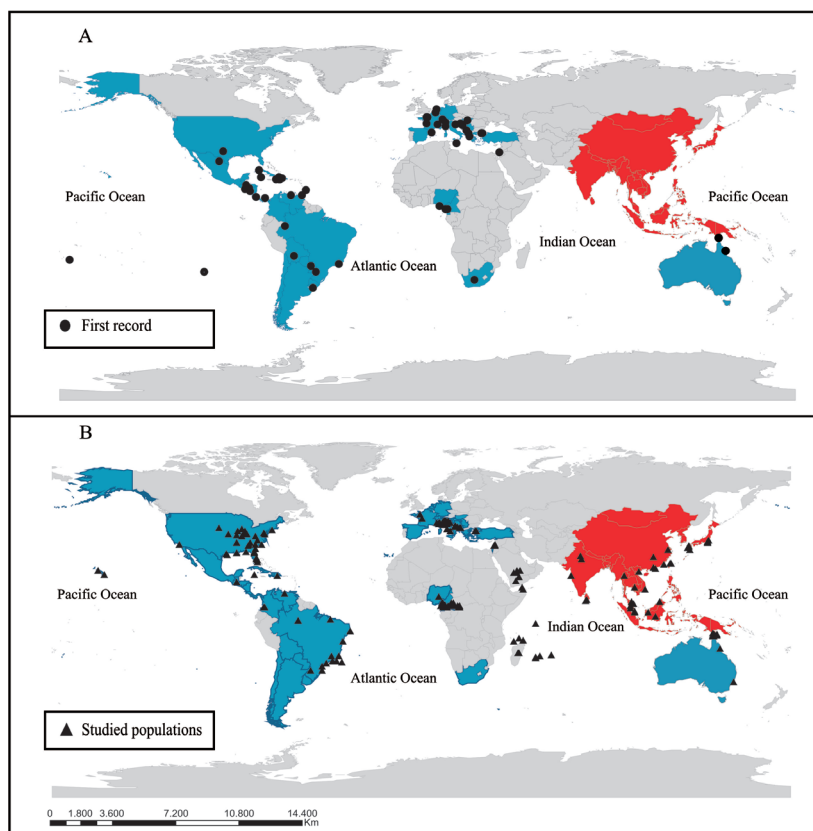 A
Pacific Ocean
Pacific Ocean
Indian Ocean
Atlantic Ocean
First record
B
Pacific Ocean
Pacific Ocean
Indian Ocean
Atlantic Ocean
Studied populations
0 1.800 3.600 7.200 10.800 14.400
Km